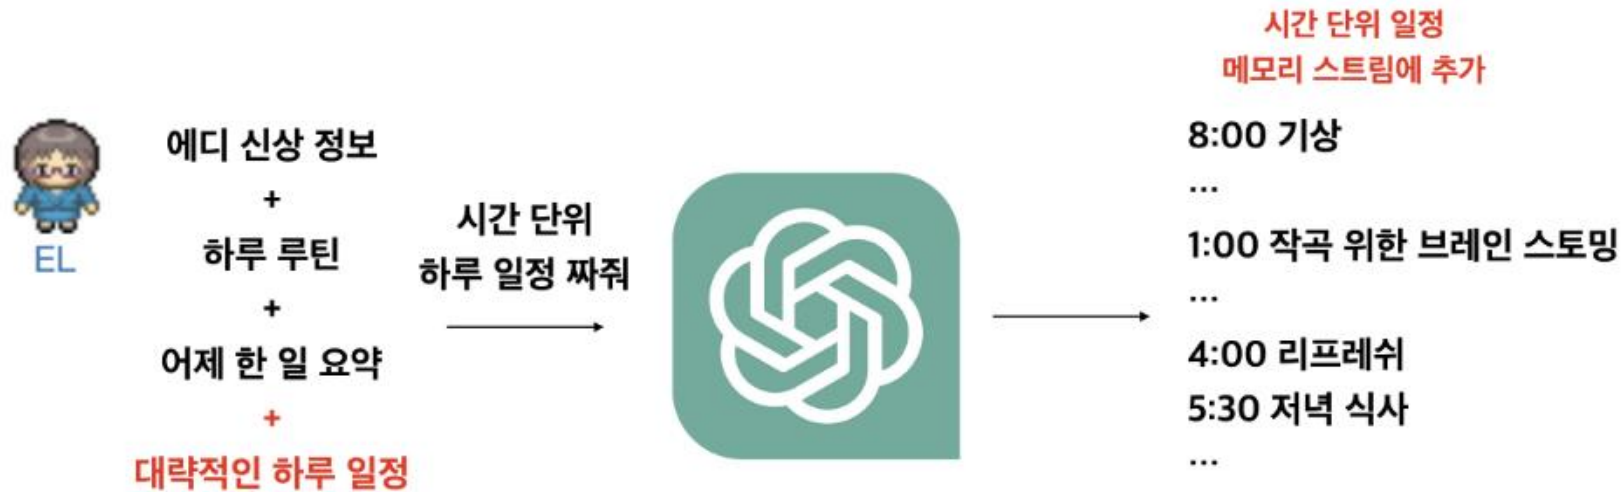 EL
에디 신상 정보
+
하루 루틴
+
어제 한 일 요약
+
대략적인 하루 일정
시간 단위
하루 일정 짜줘
시간 단위 일정
메모리 스트림에 추가
8:00 기상
...
1:00 작곡 위한 브레인 스토밍
...
4:00 리프레쉬
5:30 저녁 식사
...